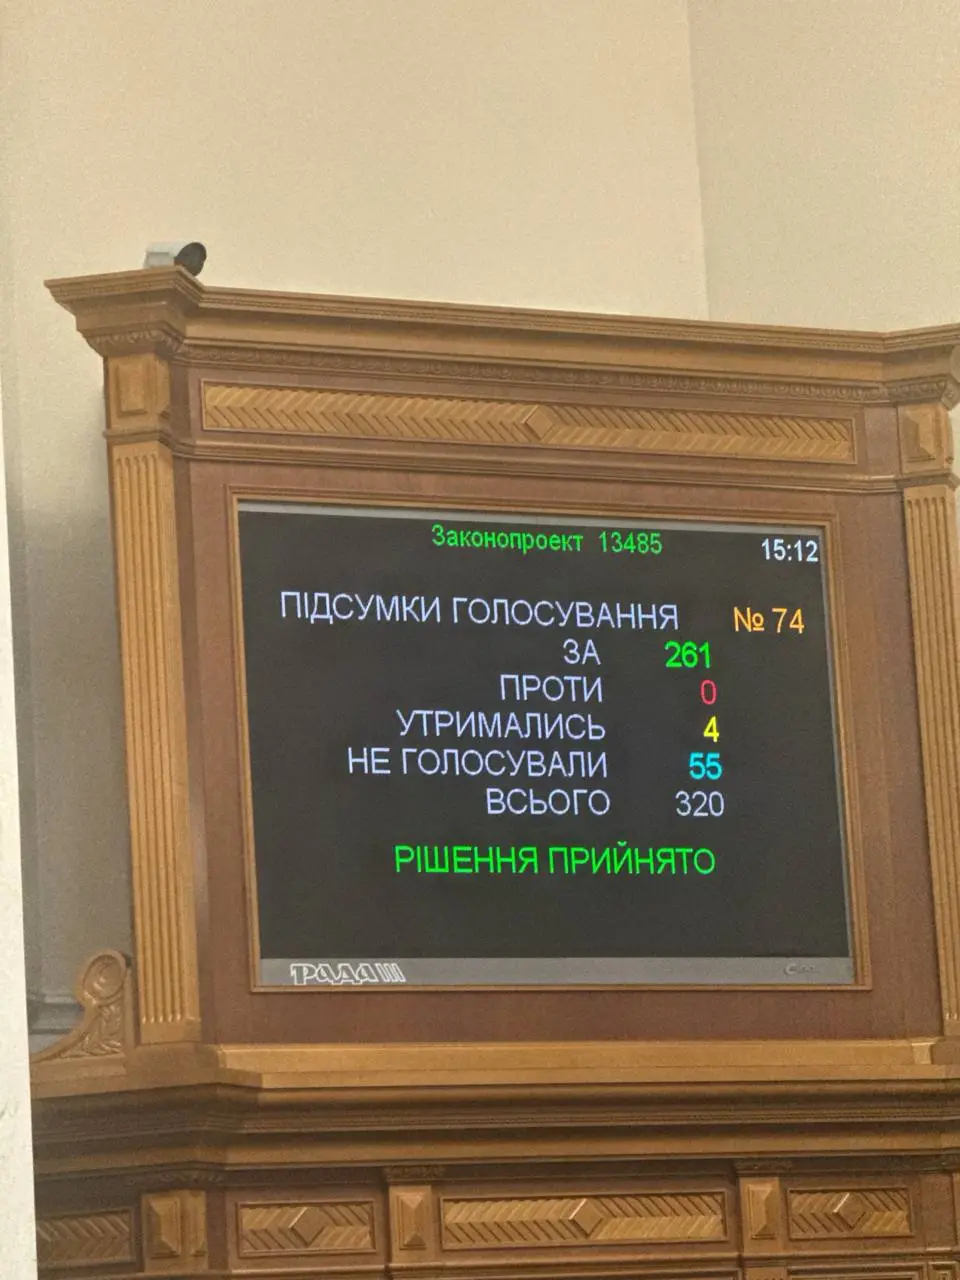 Законопроект 13485 15:12
ПІДСУМКИ ГОЛОСУВАННЯ № 74
ЗА 261
ПРОТИ 0
УТРИМАЛИСЬ 4
НЕ ГОЛОСУВАЛИ 55
ВСЬОГО 320
РІШЕННЯ ПРИЙНЯТО
РАДА III